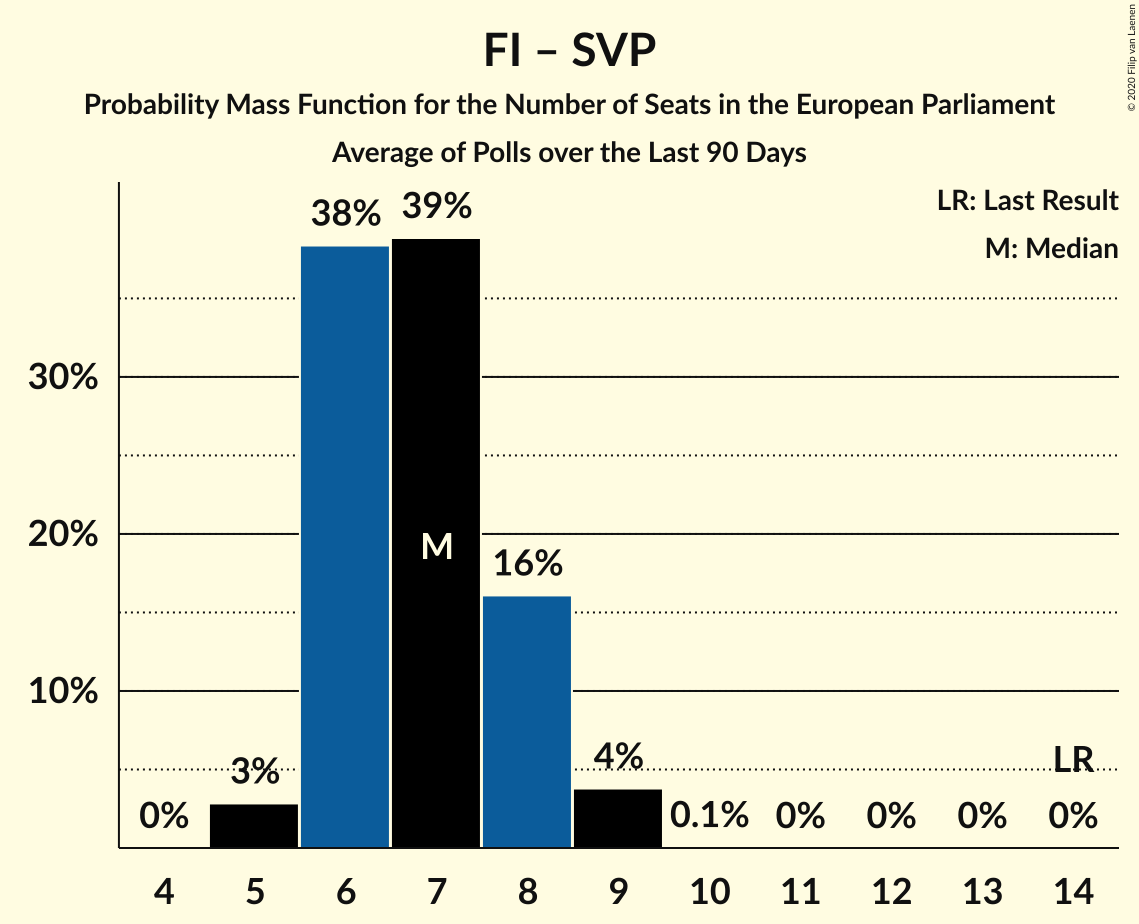 FI – SVP
Probability Mass Function for the Number of Seats in the European Parliament
Average of Polls over the Last 90 Days
© 2020 Filip van Laenen
LR: Last Result
M: Median
38% 39%
30%
20%
M
16%
10%
3%
4%
LR
0%
0.1% 0% 0% 0% 0%
4 5 6 7 8 9 10 11 12 13 14